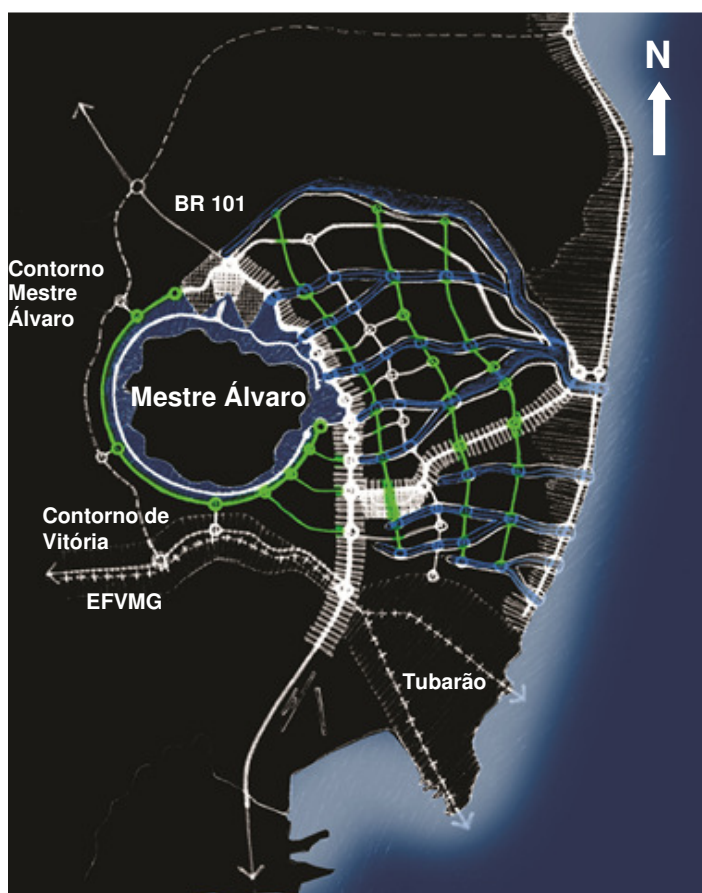 N
BR 101
Contorno
Mestre
Álvaro
Mestre Álvaro
Contorno de
Vitória
EFVMG
Tubarão